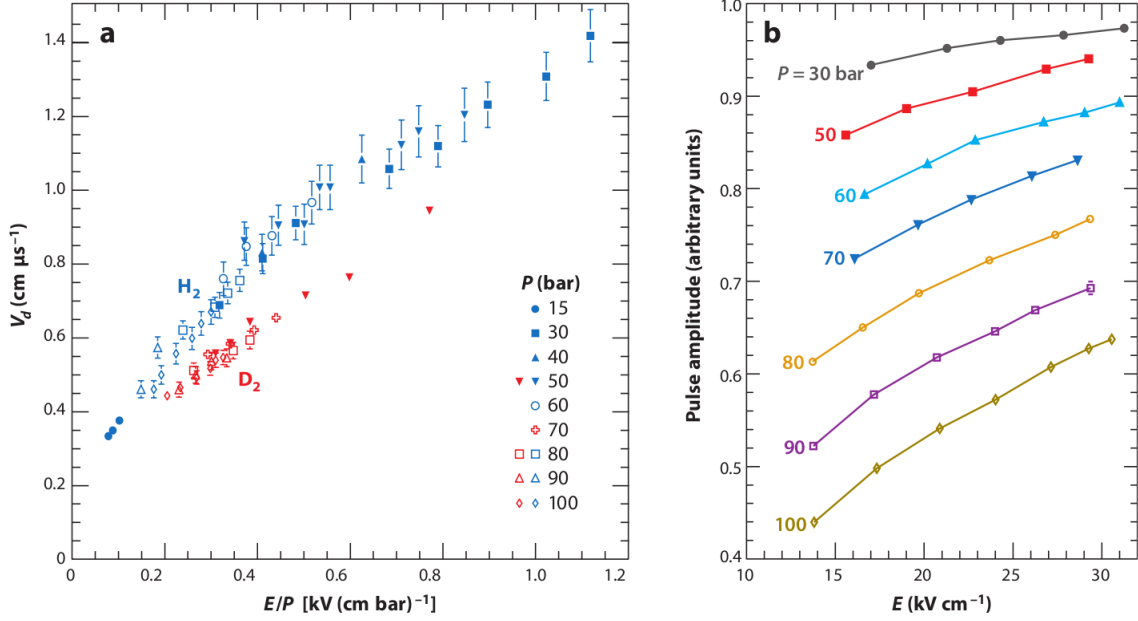 a
V_d (cm μs⁻¹)
1.4
1.2
1.0
0.8
0.6
0.4
0.2
0
H₂
D₂
P (bar)
15
30
40
50
60
70
80
90
100
0 0.2 0.4 0.6 0.8 1.0 1.2
E/P [kV (cm bar)⁻¹]
b
Pulse amplitude (arbitrary units)
1.0
0.9
0.8
0.7
0.6
0.5
0.4
P = 30 bar
50
60
70
80
90
100
10 15 20 25 30
E (kV cm⁻¹)